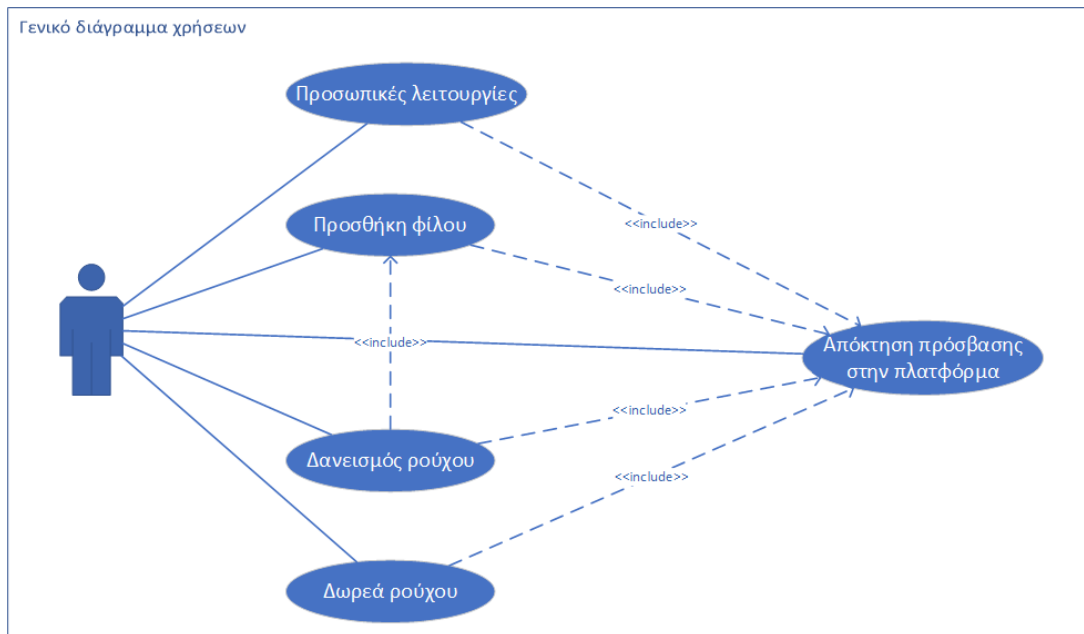 Γενικό διάγραμμα χρήσεων
Προσωπικές λειτουργίες
Προσθήκη φίλου
<<include>>
<<include>>
<<include>>
Απόκτηση πρόσβασης
στην πλατφόρμα
<<include>>
Δανεισμός ρούχου
<<include>>
Δωρεά ρούχου